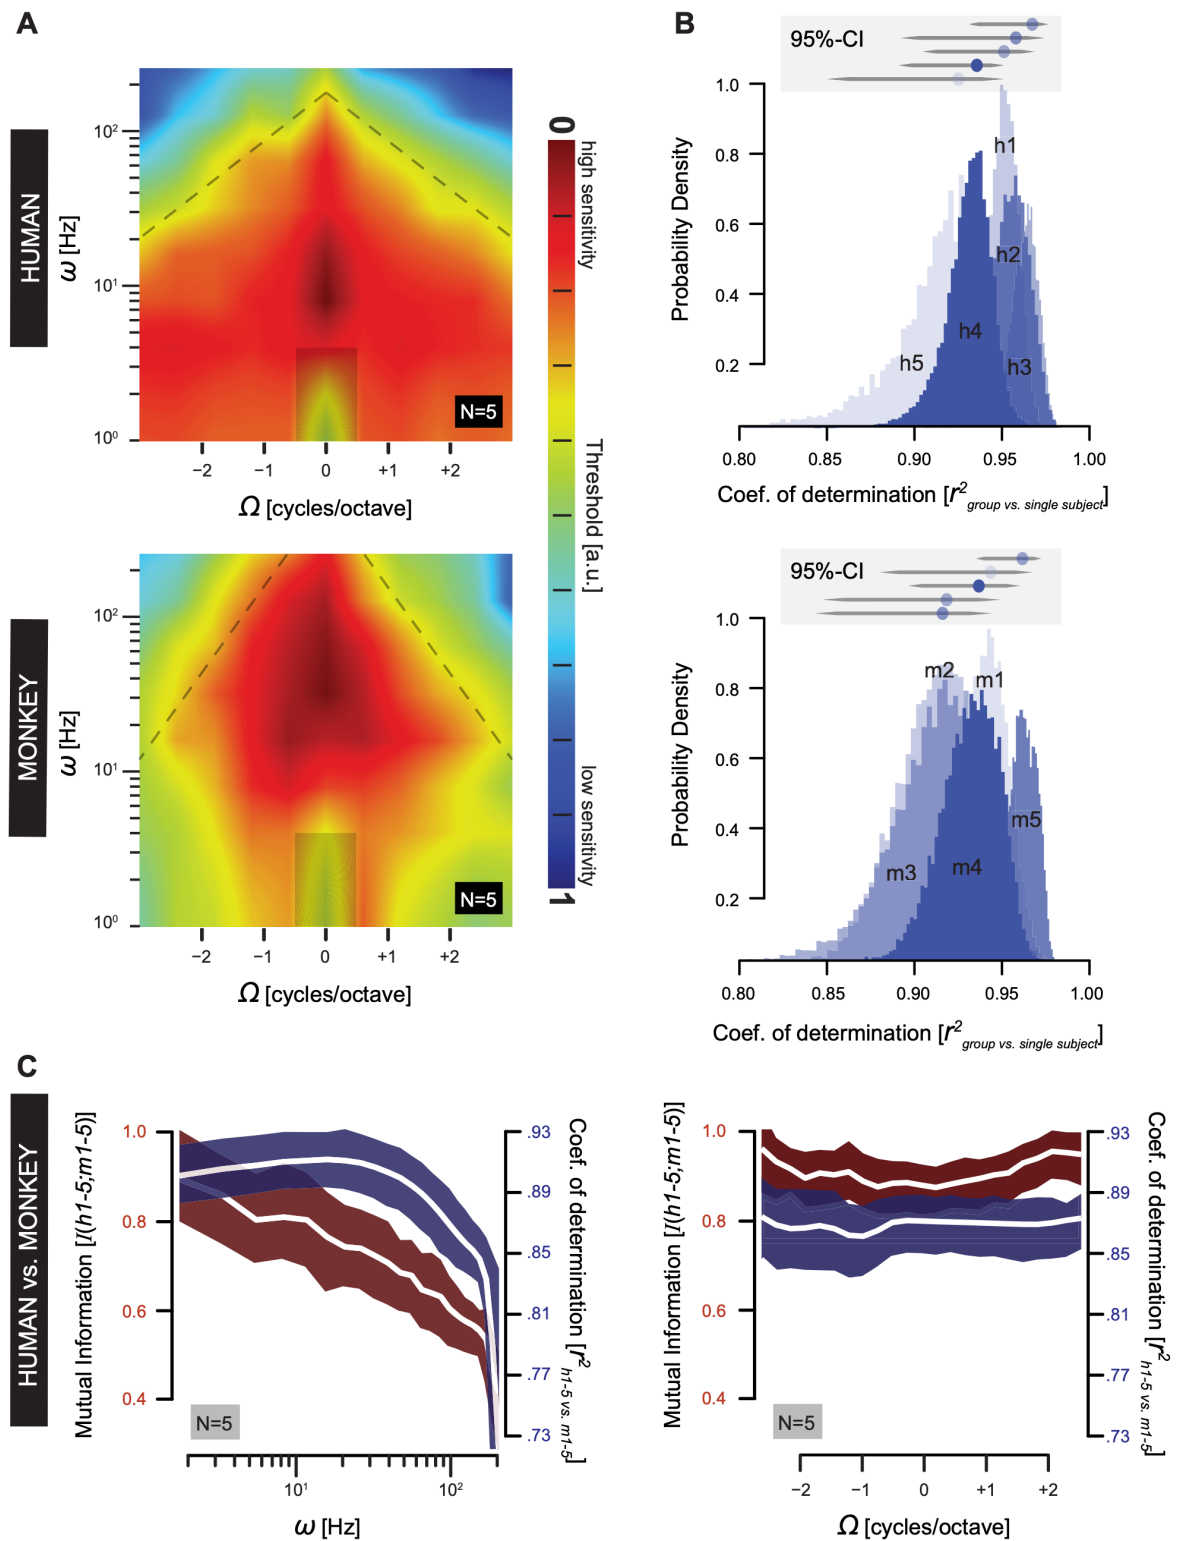 A
HUMAN
ω [Hz]
10²
10¹
10⁰
N=5
−2
−1
0
+1
+2
Ω [cycles/octave]
0
high sensitivity
Threshold [a.u.]
low sensitivity
1
MONKEY
ω [Hz]
10²
10¹
10⁰
N=5
−2
−1
0
+1
+2
Ω [cycles/octave]
B
95%-CI
Probability Density
1.0
0.8
0.6
0.4
0.2
h1
h2
h4
h5
h3
0.80
0.85
0.90
0.95
1.00
Coef. of determination [r² group vs. single subject]
95%-CI
Probability Density
1.0
0.8
0.6
0.4
0.2
m2
m1
m5
m3
m4
0.80
0.85
0.90
0.95
1.00
Coef. of determination [r² group vs. single subject]
C
HUMAN vs. MONKEY
Mutual Information [I(h1-5;m1-5)]
1.0
0.8
0.6
0.4
N=5
.93
.89
.85
.81
.77
.73
Coef. of determination [r² h1-5 vs. m1-5]
10¹
10²
ω [Hz]
Mutual Information [I(h1-5;m1-5)]
1.0
0.8
0.6
0.4
N=5
.93
.89
.85
.81
.77
.73
Coef. of determination [r² h1-5 vs. m1-5]
−2
−1
0
+1
+2
Ω [cycles/octave]